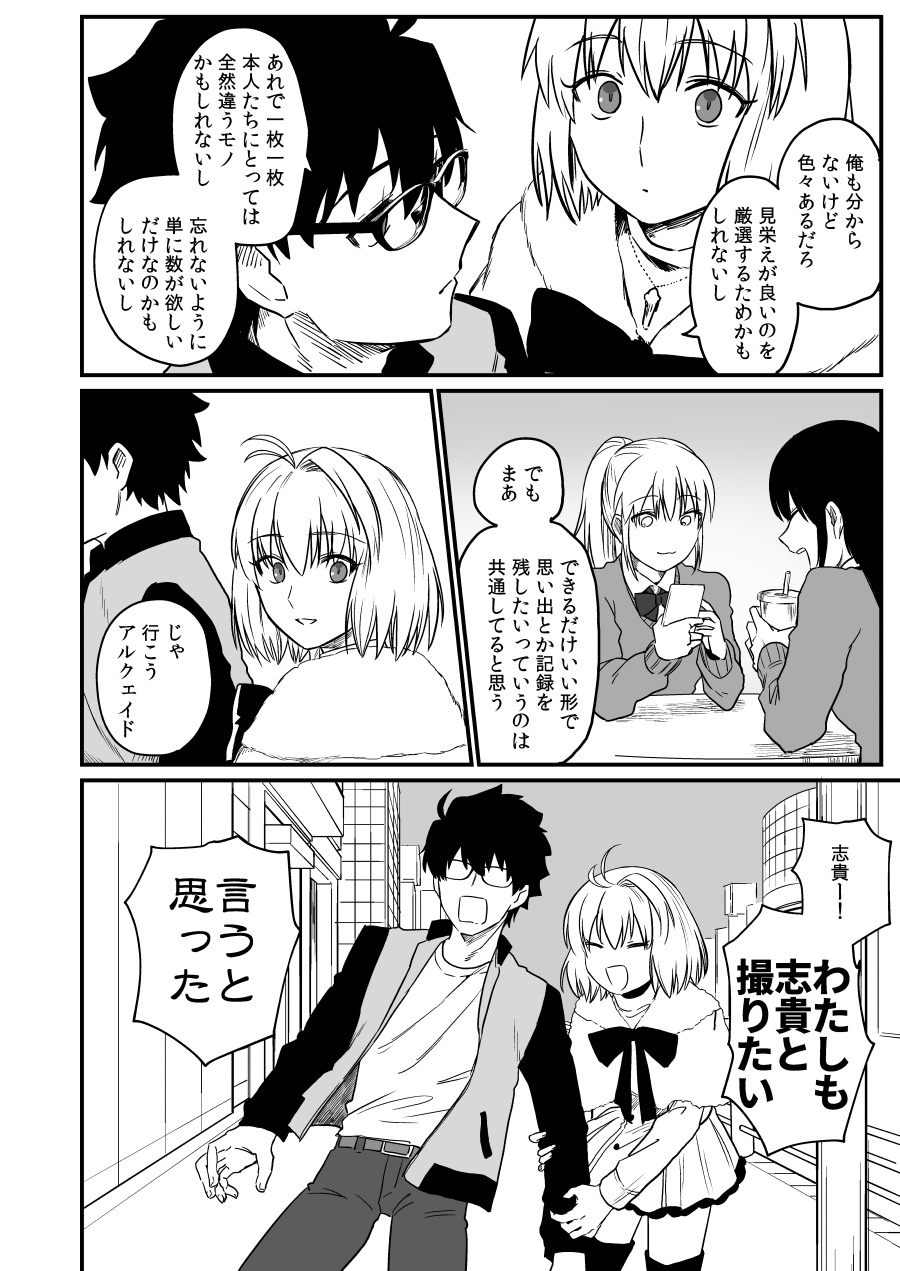 俺も分から
ないけど
色々あるだろ
見栄えが良いのを
厳選するためかも
しれないし
あれで一枚一枚
本人たちにとっては
全然違うモノ
かもしれないし
忘れないように
単に数が欲しい
だけなのかも
しれないし
でも
まあ
できるだけいい形で
思い出とか記録を
残したいっていうのは
共通してると思う
じゃ
行こう
アルクェイド
志貴ー!
わたしも
志貴と
撮りたい
言うと
思った